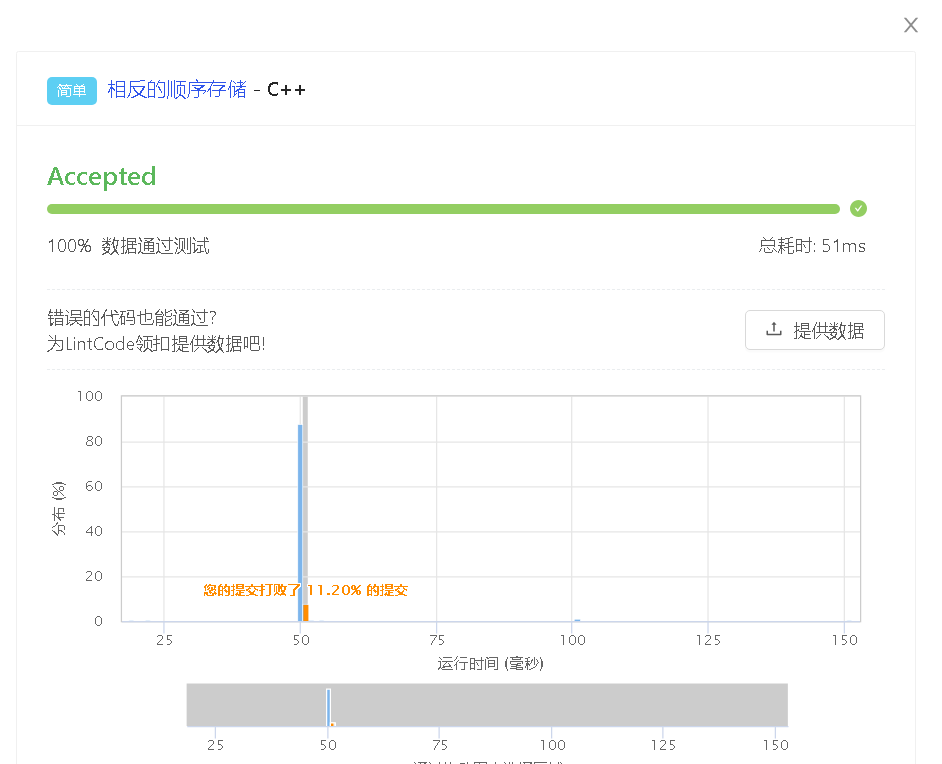 X
简单 相反的顺序存储 - C++
Accepted
100% 数据通过测试 总耗时: 51ms
错误的代码也能通过?
为LintCode领扣提供数据吧!
提供数据
100
80
60
40
20
0
分布 (%)
您的提交打败了 11.20% 的提交
25 50 75 100 125 150
运行时间 (毫秒)
25 50 75 100 125 150